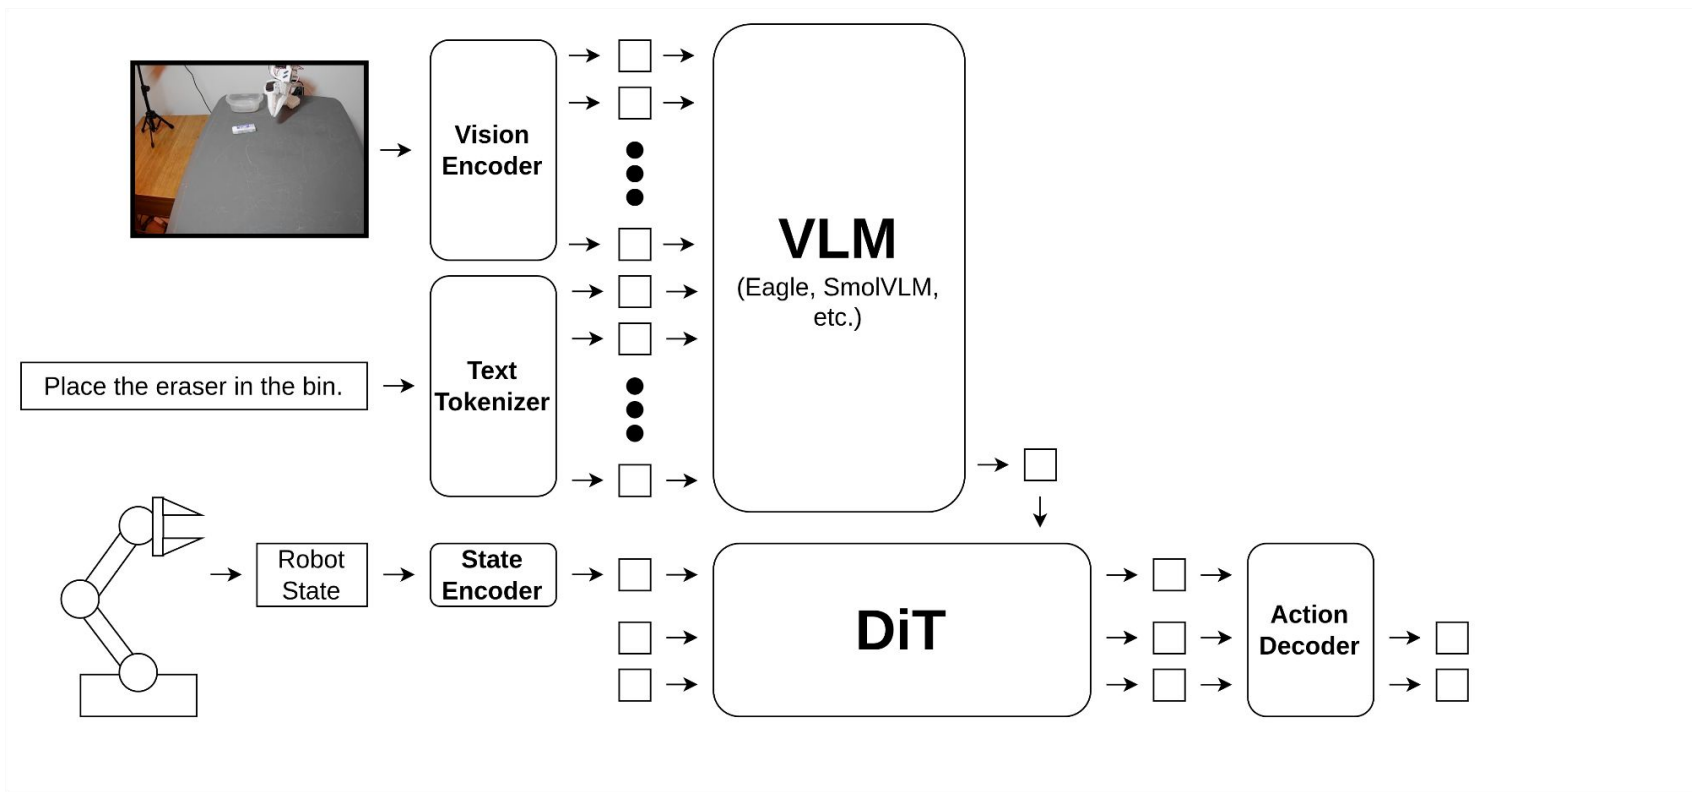 Vision
Encoder
VLM
(Eagle, SmolVLM,
etc.)
Place the eraser in the bin.
Text
Tokenizer
Robot
State
State
Encoder
DiT
Action
Decoder